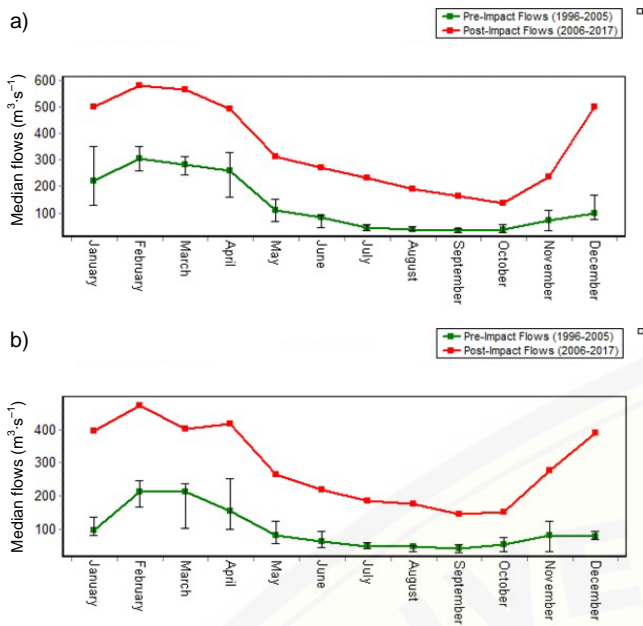 a)
Pre-Impact Flows (1996-2005)
Post-Impact Flows (2006-2017)
Median flows (m³·s⁻¹)
600
500
400
300
200
100
January
February
March
April
May
June
July
August
September
October
November
December
b)
Pre-Impact Flows (1996-2005)
Post-Impact Flows (2006-2017)
Median flows (m³·s⁻¹)
400
300
200
100
January
February
March
April
May
June
July
August
September
October
November
December